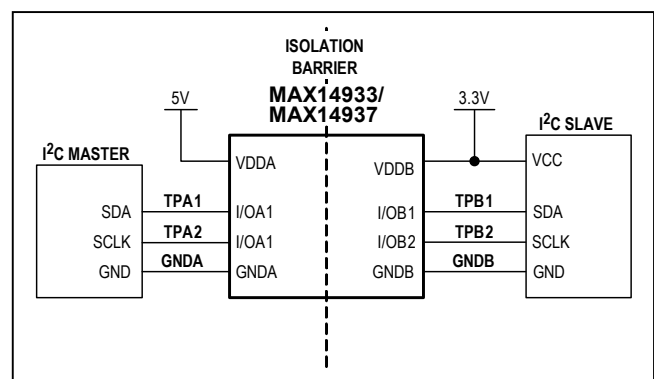 ISOLATION
BARRIER
MAX14933/
MAX14937
5V
3.3V
I²C MASTER
I²C SLAVE
VDDA
VDDB
VCC
SDA
TPA1
I/OA1
I/OB1
TPB1
SDA
SCLK
TPA2
I/OA1
I/OB2
TPB2
SCLK
GND
GNDA
GNDA
GNDB
GNDB
GND